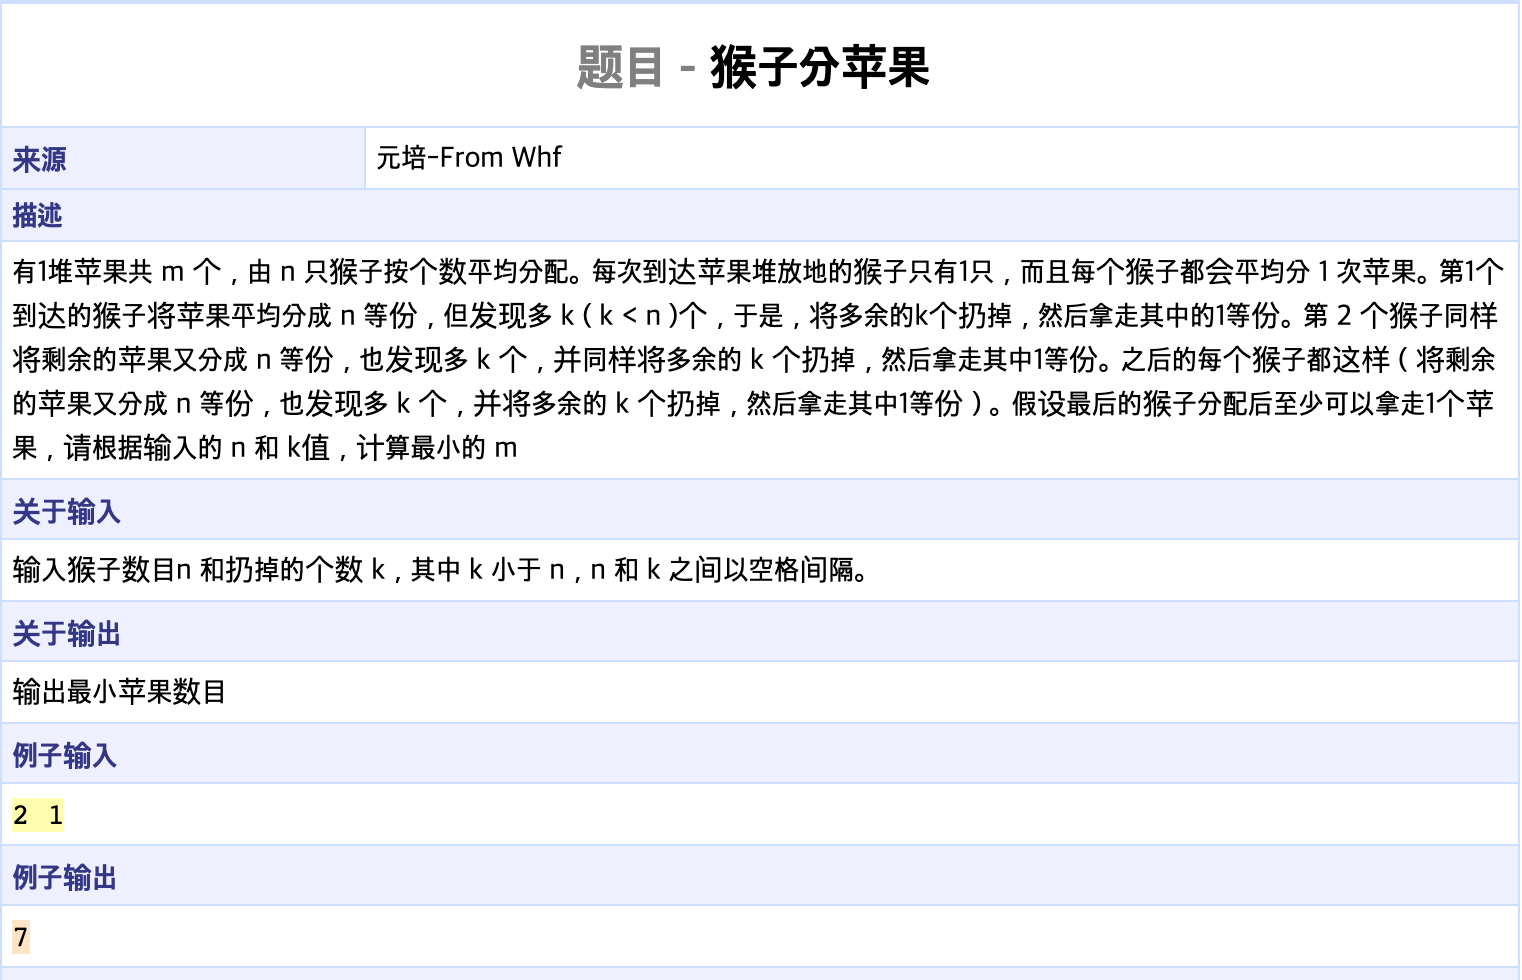 题目 - 猴子分苹果
来源 元培-From Whf
描述
有1堆苹果共 m 个，由 n 只猴子按个数平均分配。每次到达苹果堆放地的猴子只有1只，而且每个猴子都会平均分 1 次苹果。第1个
到达的猴子将苹果平均分成 n 等份，但发现多 k ( k < n )个，于是，将多余的k个扔掉，然后拿走其中的1等份。第 2 个猴子同样
将剩余的苹果又分成 n 等份，也发现多 k 个，并同样将多余的 k 个扔掉，然后拿走其中1等份。之后的每个猴子都这样（将剩余
的苹果又分成 n 等份，也发现多 k 个，并将多余的 k 个扔掉，然后拿走其中1等份）。假设最后的猴子分配后至少可以拿走1个苹
果，请根据输入的 n 和 k值，计算最小的 m
关于输入
输入猴子数目n 和扔掉的个数 k，其中 k 小于 n，n 和 k 之间以空格间隔。
关于输出
输出最小苹果数目
例子输入
2 1
例子输出
7